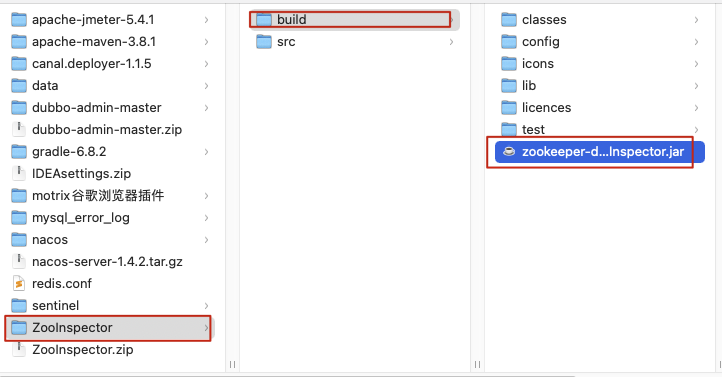 apache-jmeter-5.4.1
apache-maven-3.8.1
canal.deployer-1.1.5
data
dubbo-admin-master
dubbo-admin-master.zip
gradle-6.8.2
IDEAsettings.zip
motrix谷歌浏览器插件
mysql_error_log
nacos
nacos-server-1.4.2.tar.gz
redis.conf
sentinel
ZooInspector
ZooInspector.zip
build
src
classes
config
icons
lib
licences
test
zookeeper-d...Inspector.jar